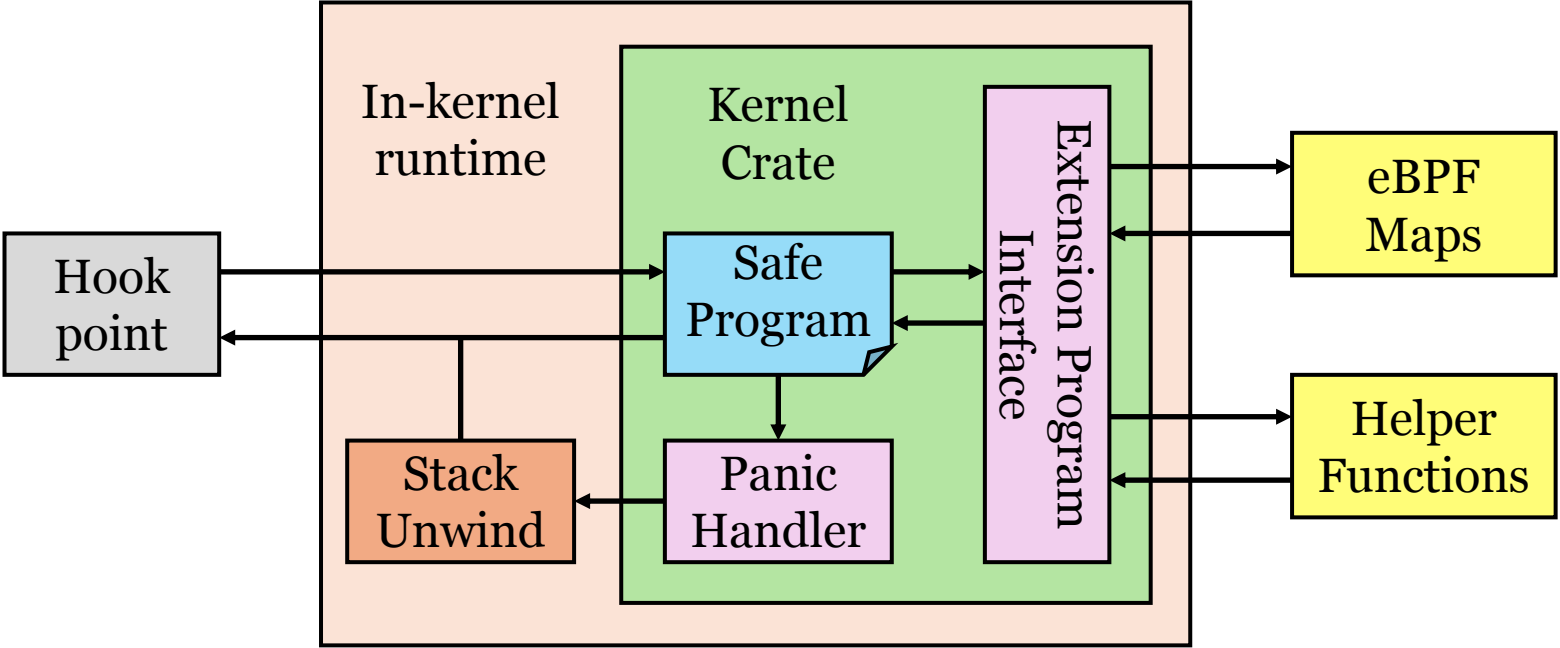 In-kernel
runtime
Kernel
Crate
Hook
point
Safe
Program
Extension Program
Interface
eBPF
Maps
Stack
Unwind
Panic
Handler
Helper
Functions